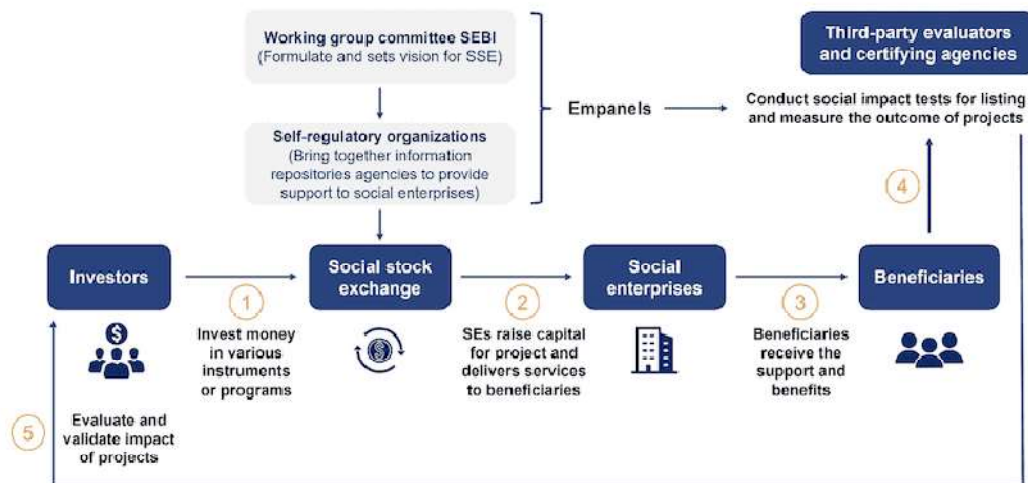 Working group committee SEBI
(Formulate and sets vision for SSE)
Third-party evaluators
and certifying agencies
Empanels
Conduct social impact tests for listing
and measure the outcome of projects
Self-regulatory organizations
(Bring together information
repositories agencies to provide
support to social enterprises)
4
Investors
Social stock
exchange
Social
enterprises
Beneficiaries
1
Invest money
in various
instruments
or programs
2
SEs raise capital
for project and
delivers services
to beneficiaries
3
Beneficiaries
receive the
support and
benefits
$
$
5
Evaluate and
validate impact
of projects